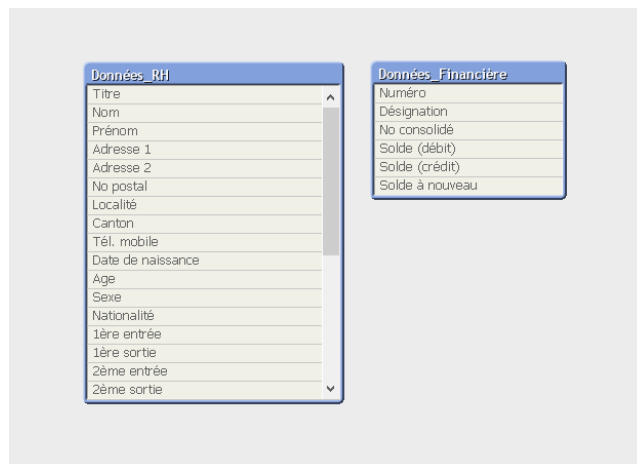 Données_RH
Titre
Nom
Prénom
Adresse 1
Adresse 2
No postal
Localité
Canton
Tél. mobile
Date de naissance
Age
Sexe
Nationalité
1ère entrée
1ère sortie
2ème entrée
2ème sortie
Données_Financière
Numéro
Désignation
No consolidé
Solde (débit)
Solde (crédit)
Solde à nouveau